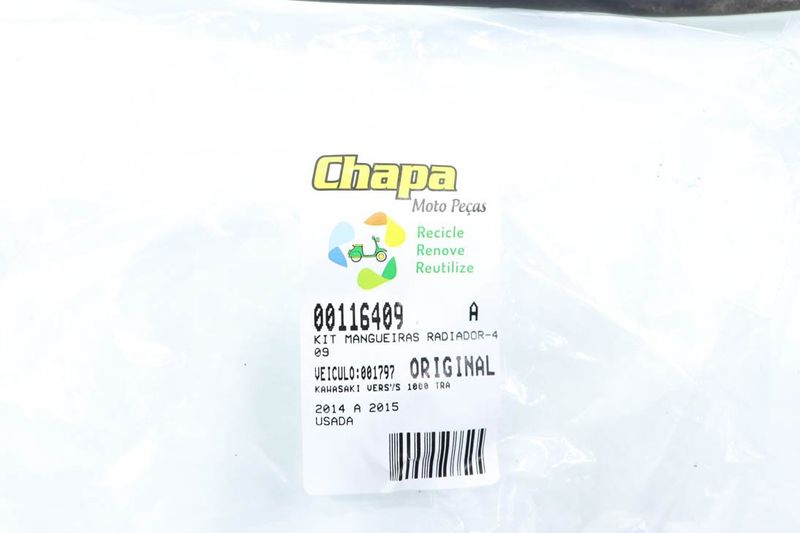 Chapa
Moto Peças
Recicle
Renove
Reutilize
00116409 A
KIT MANGUEIRAS RADIADOR-4
09
VEICULO:001797 ORIGINAL
KAWASAKI VERS'S 1000 TRA
2014 A 2015
USADA